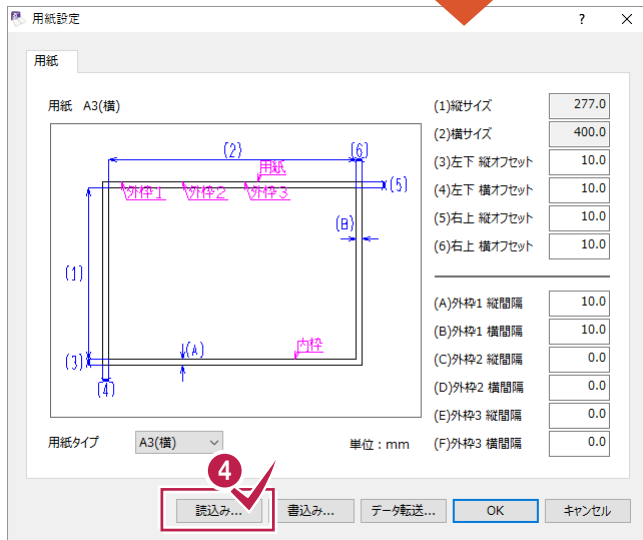 用紙設定
?
×
用紙
用紙 A3(横)
(2)
(6)
用紙
外枠1
外枠2
外枠3
(5)
(B)
(1)
内枠
(A)
(3)
(4)
用紙タイプ
A3(横)
単位：mm
(1)縦サイズ 277.0
(2)横サイズ 400.0
(3)左下 縦オフセット 10.0
(4)左下 横オフセット 10.0
(5)右上 縦オフセット 10.0
(6)右上 横オフセット 10.0
(A)外枠1 縦間隔 10.0
(B)外枠1 横間隔 10.0
(C)外枠2 縦間隔 0.0
(D)外枠2 横間隔 0.0
(E)外枠3 縦間隔 0.0
(F)外枠3 横間隔 0.0
4
読込み...
書込み...
データ転送...
OK
キャンセル